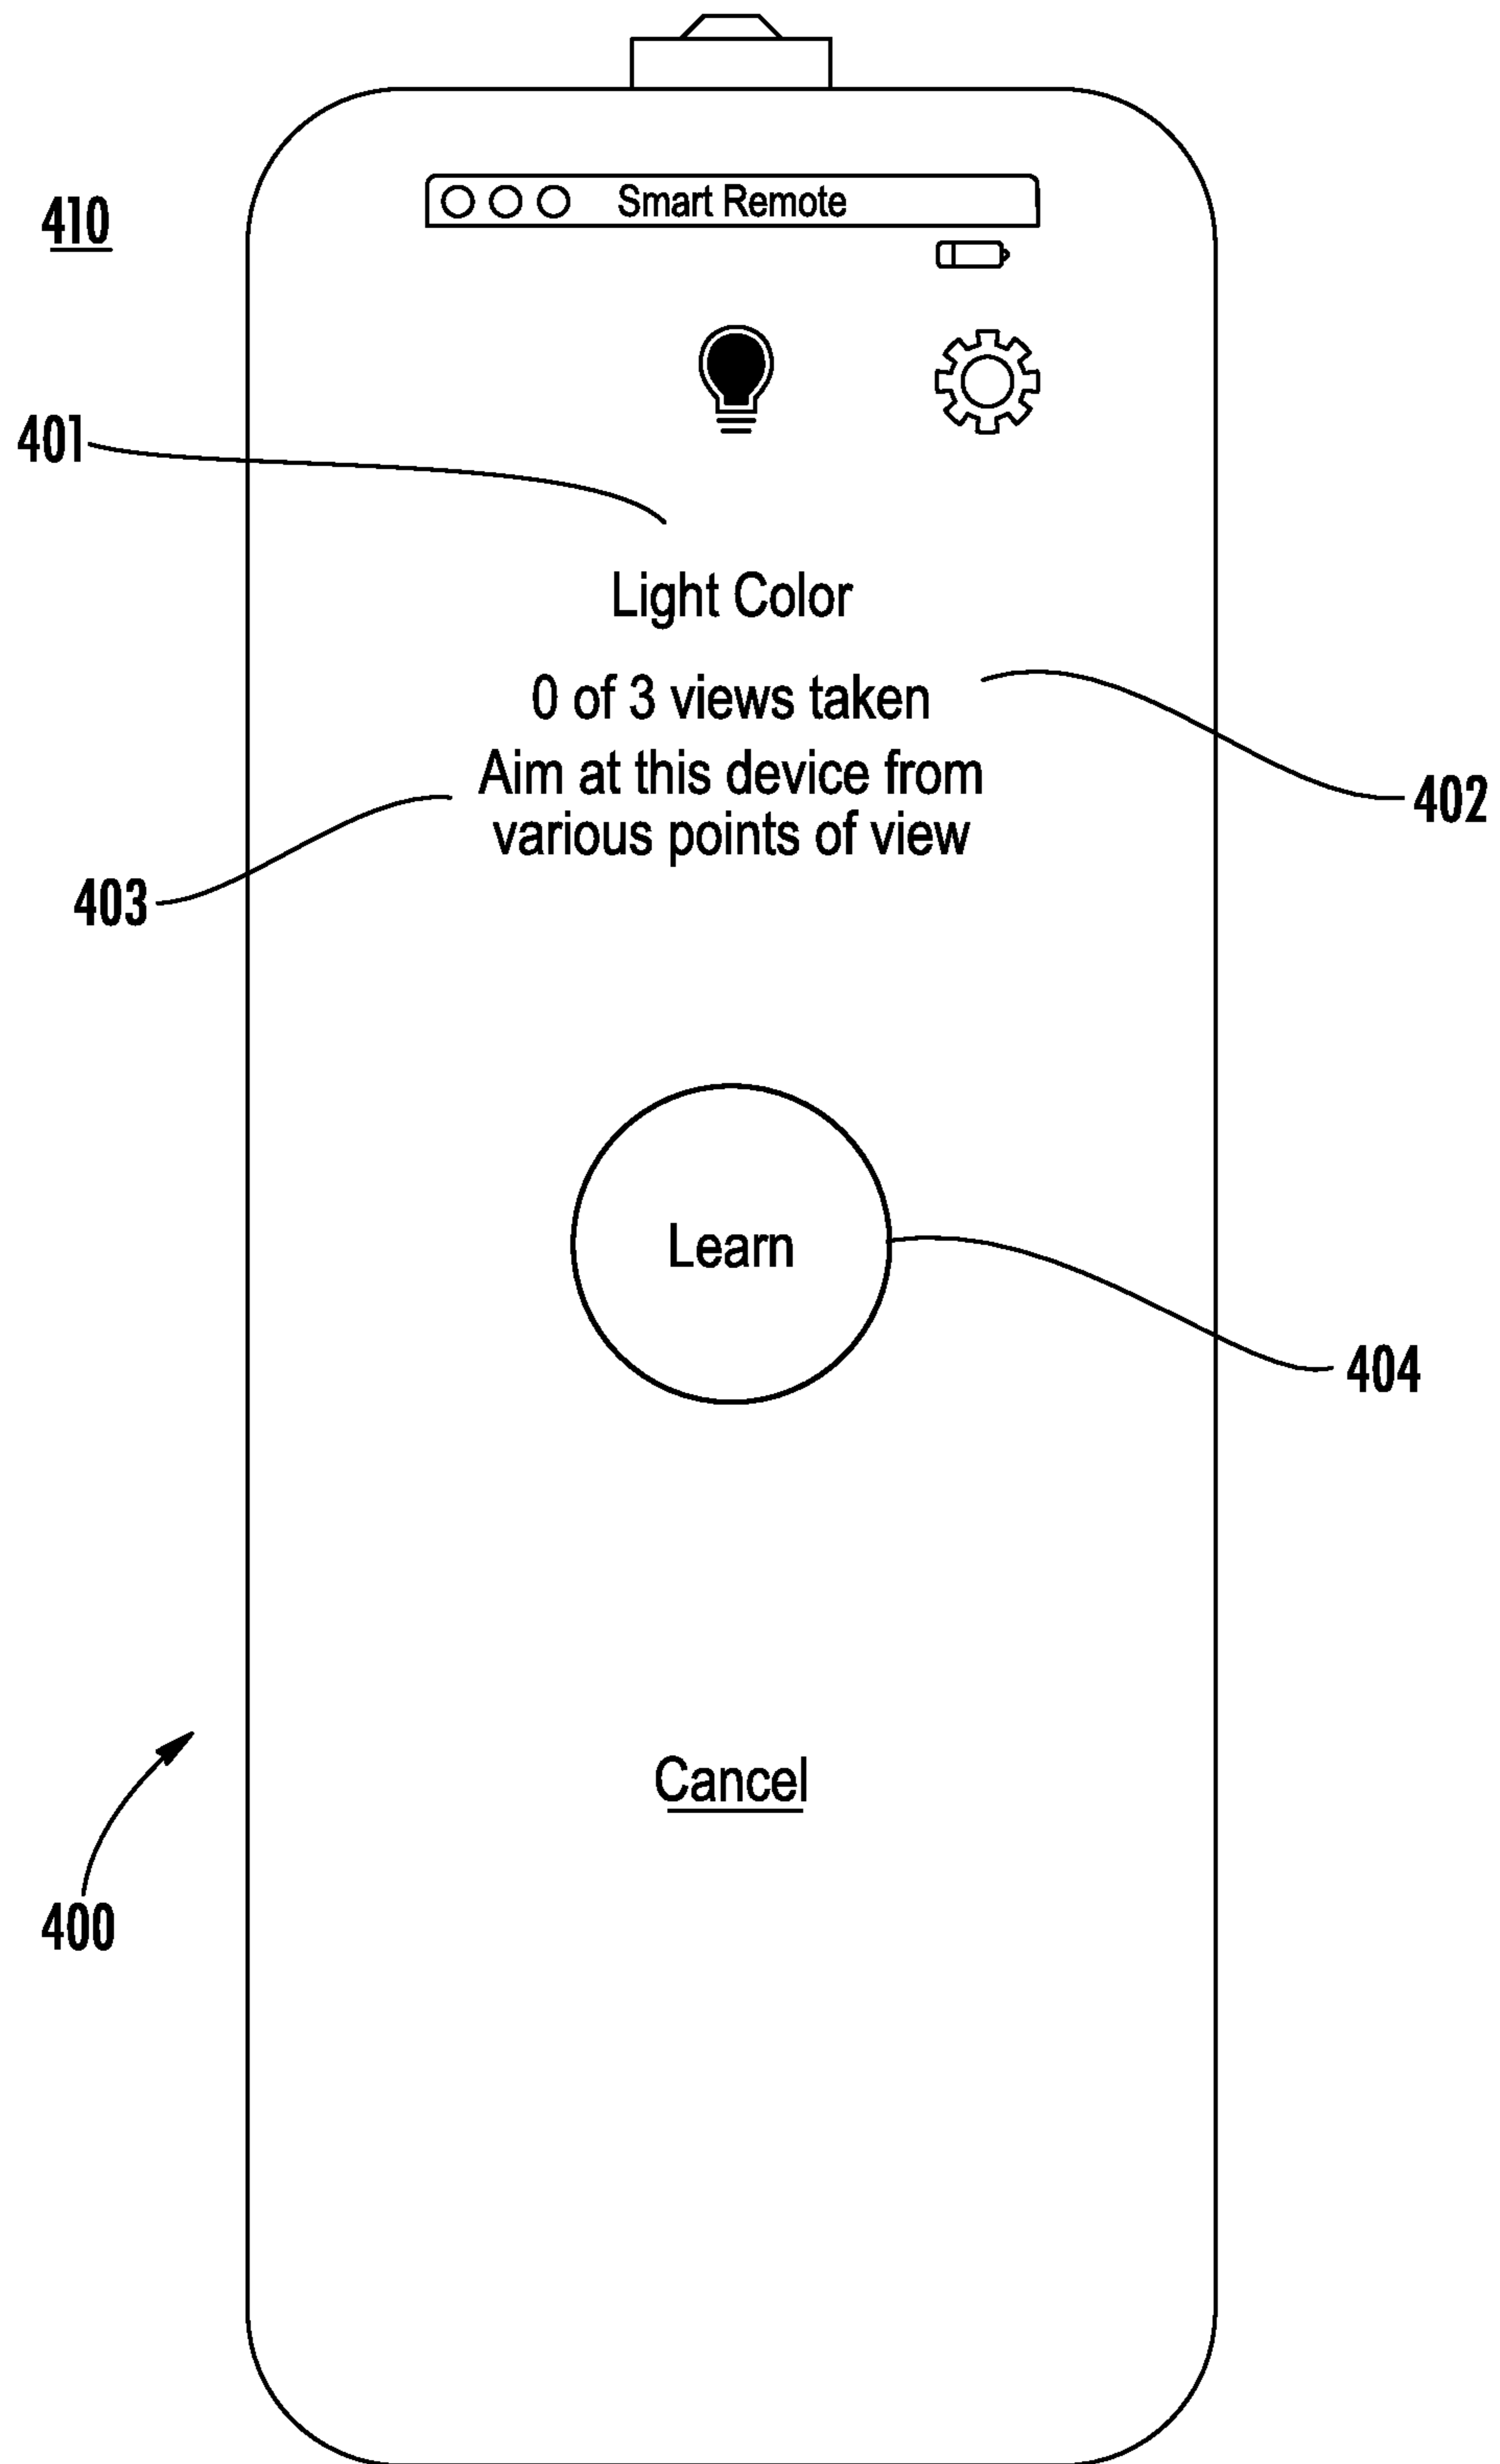 Smart Remote
410
401
Light Color
0 of 3 views taken
Aim at this device from
402
various points of view
403
Learn
404
Cancel
400